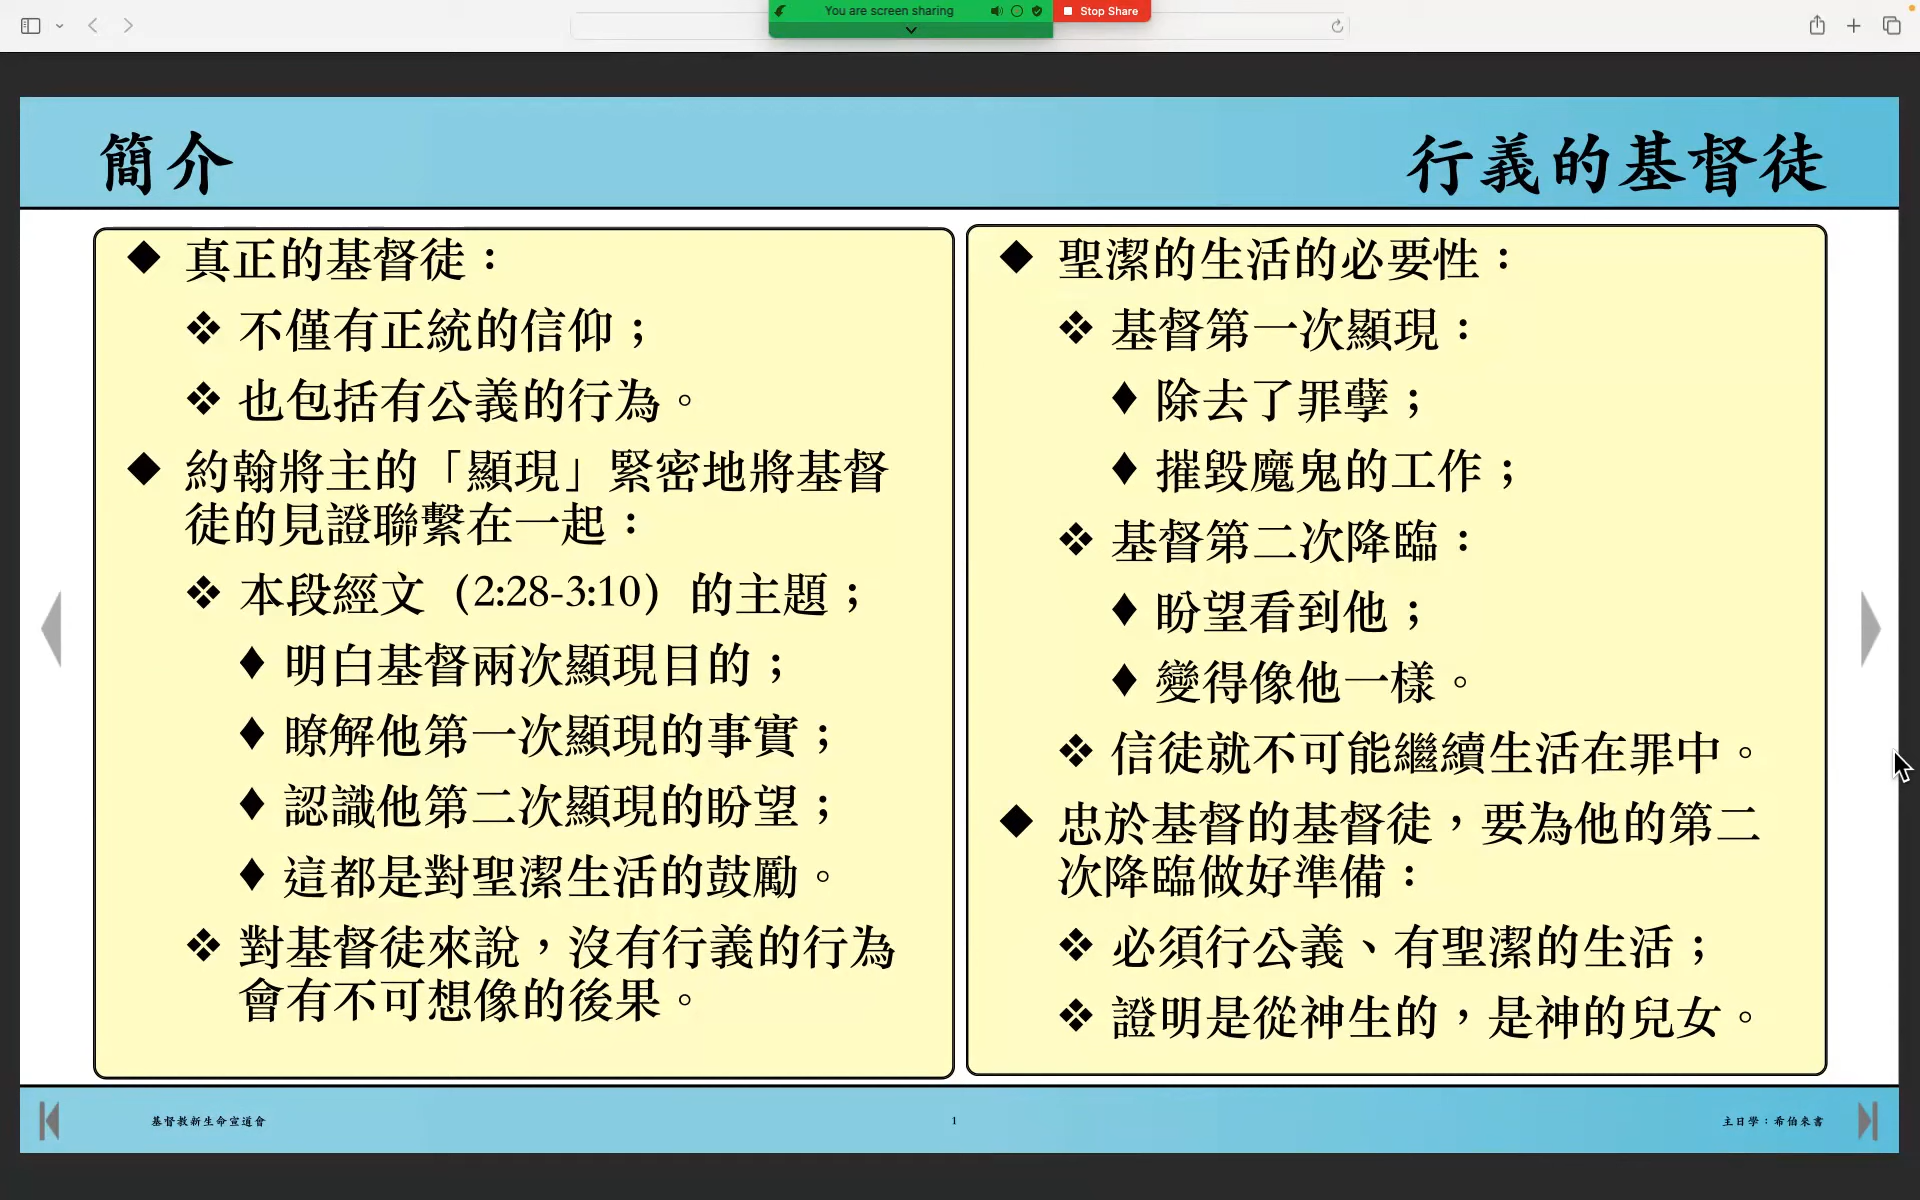 You are screen sharing
Stop Share
簡介
行義的基督徒
真正的基督徒：
不僅有正統的信仰；
也包括有公義的行為。
約翰將主的「顯現」緊密地將基督
徒的見證聯繫在一起：
本段經文（2:28-3:10）的主題；
明白基督兩次顯現目的；
瞭解他第一次顯現的事實；
認識他第二次顯現的盼望；
這都是對聖潔生活的鼓勵。
對基督徒來說，沒有行義的行為
會有不可想像的後果。
聖潔的生活的必要性：
基督第一次顯現：
除去了罪孽；
摧毀魔鬼的工作；
基督第二次降臨：
盼望看到他；
變得像他一樣。
信徒就不可能繼續生活在罪中。
忠於基督的基督徒，要為他的第二
次降臨做好準備：
必須行公義、有聖潔的生活；
證明是從神生的，是神的兒女。
基督教新生命宣道會
1
主日學：希伯來書